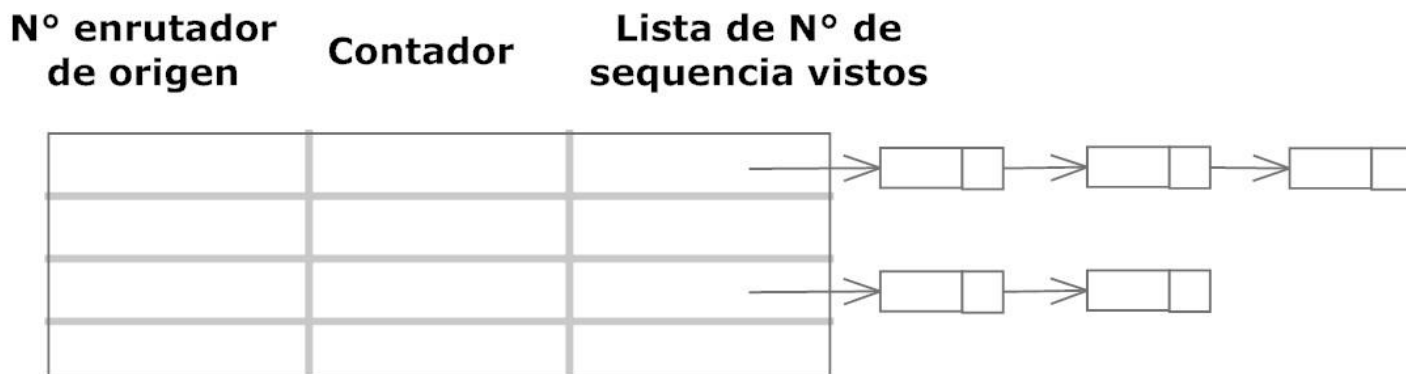 N° enrutador
de origen
Contador
Lista de N° de
sequencia vistos